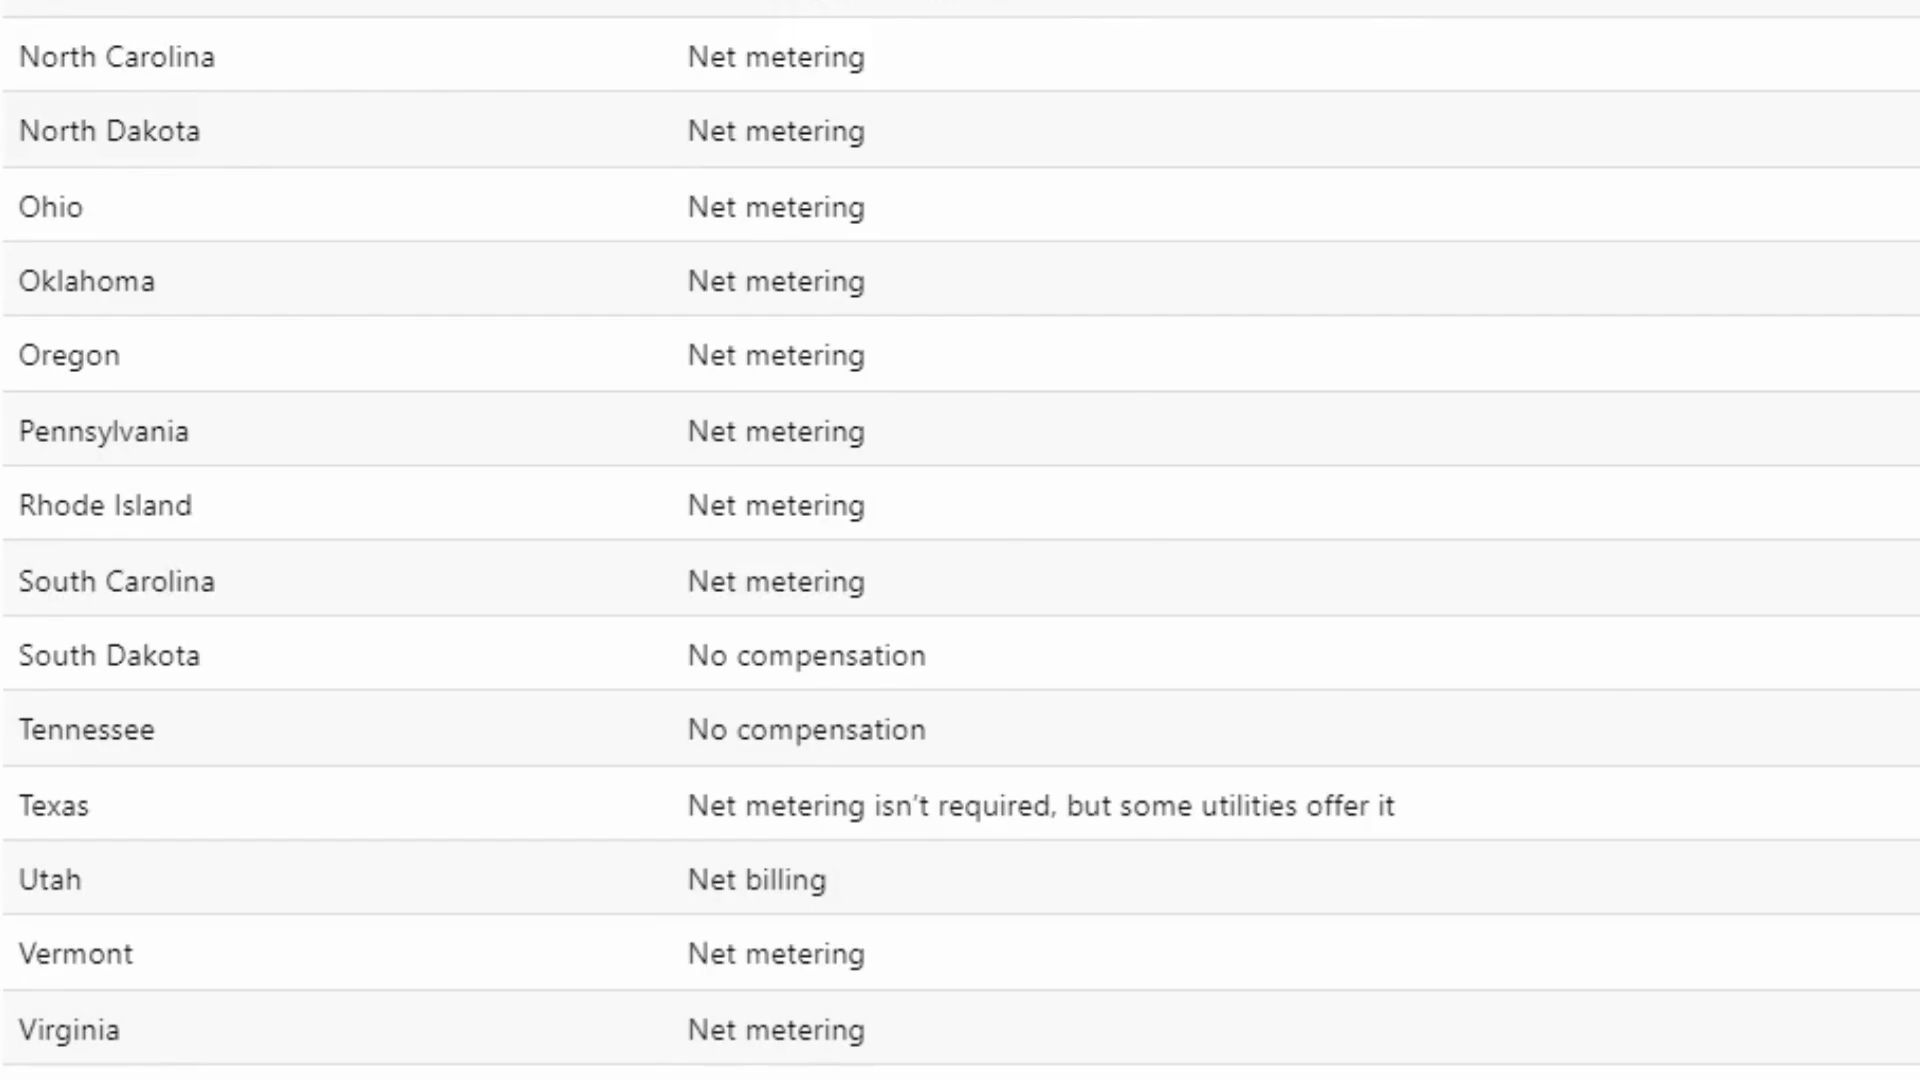 North Carolina Net metering
North Dakota Net metering
Ohio Net metering
Oklahoma Net metering
Oregon Net metering
Pennsylvania Net metering
Rhode Island Net metering
South Carolina Net metering
South Dakota No compensation
Tennessee No compensation
Texas Net metering isn’t required, but some utilities offer it
Utah Net billing
Vermont Net metering
Virginia Net metering